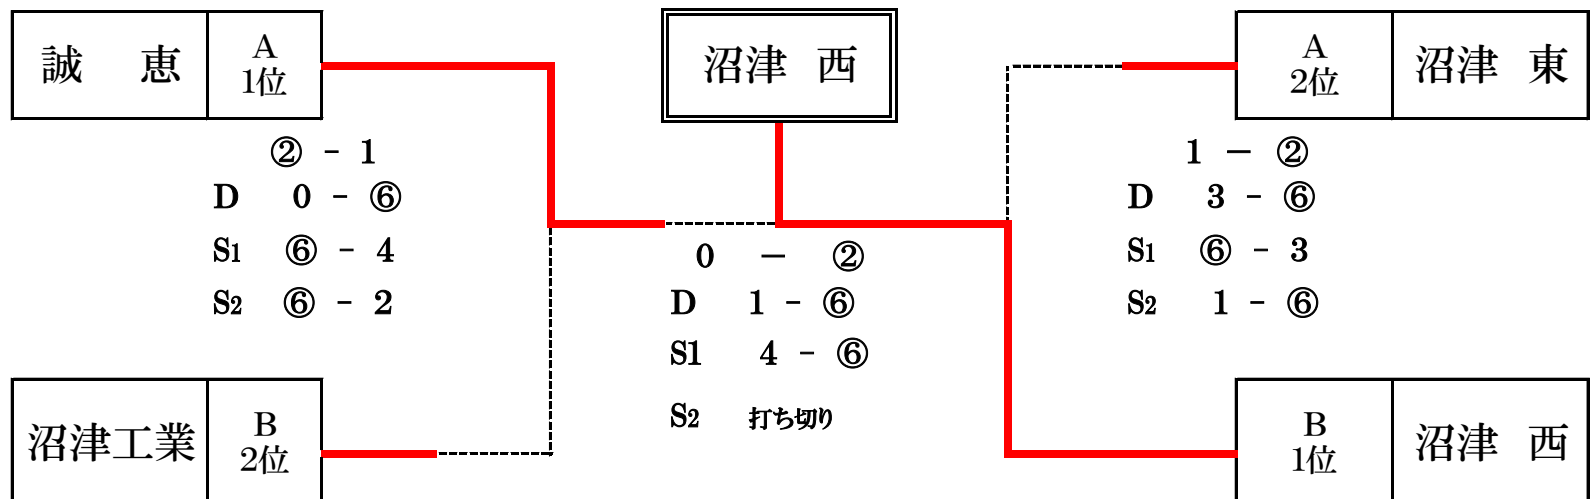 誠 恵
A
1位
② - 1
D 0 - ⑥
S1 ⑥ - 4
S2 ⑥ - 2
沼津工業
B
2位
沼津 西
0 － ②
D 1 - ⑥
S1 4 - ⑥
S2 打ち切り
A
2位
沼津 東
1 － ②
D 3 - ⑥
S1 ⑥ - 3
S2 1 - ⑥
B
1位
沼津 西